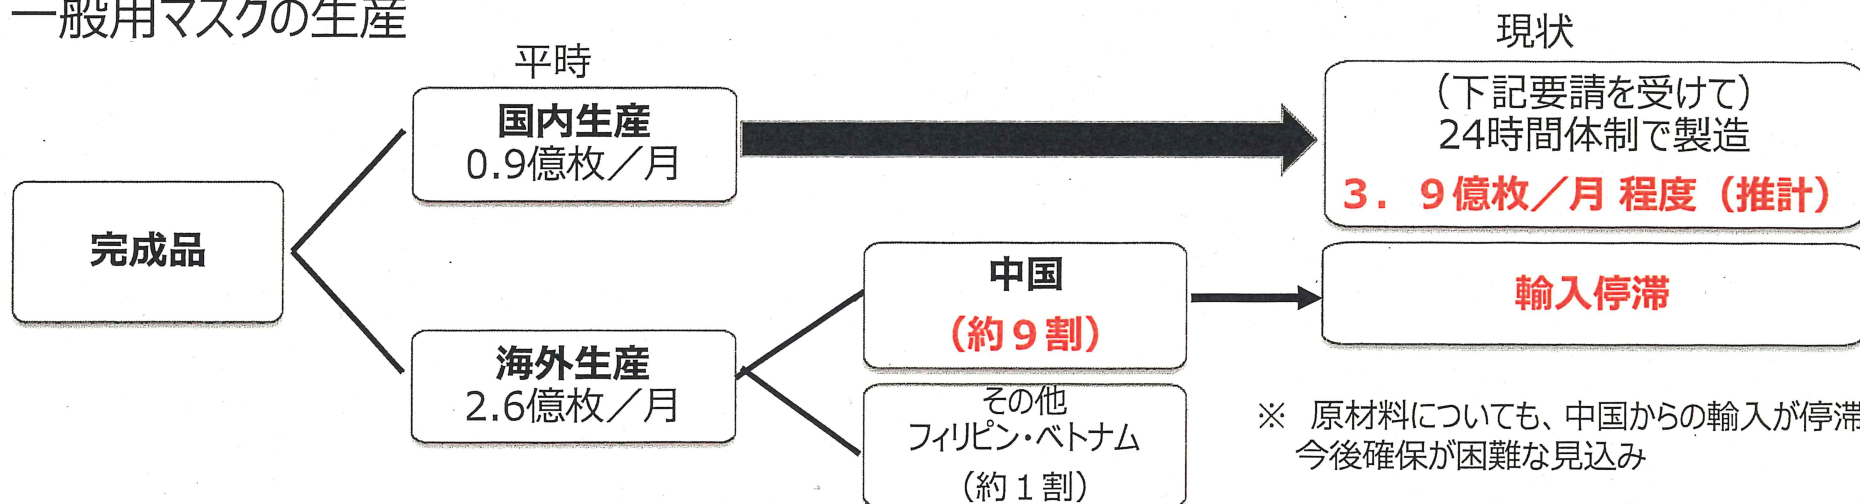 一般用マスクの生産
平時
現状
完成品
国内生産
0.9億枚／月
（下記要請を受けて）
24時間体制で製造
3．9億枚／月 程度（推計）
海外生産
2.6億枚／月
中国
（約９割）
輸入停滞
その他
フィリピン・ベトナム
（約１割）
※ 原材料についても、中国からの輸入が停滞
今後確保が困難な見込み